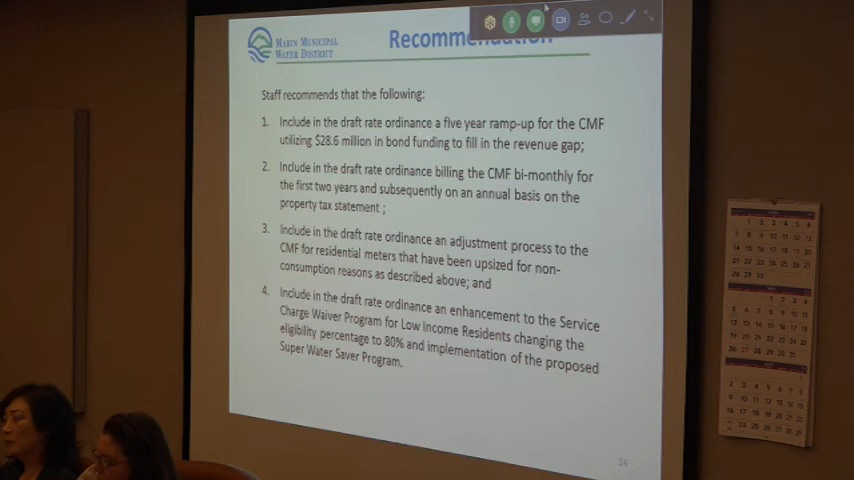 MARIN MUNICIPAL
WATER DISTRICT
Recommendation
Staff recommends that the following:
1. Include in the draft rate ordinance a five year ramp-up for the CMF
utilizing $28.6 million in bond funding to fill in the revenue gap;
2. Include in the draft rate ordinance billing the CMF bi-monthly for
the first two years and subsequently on an annual basis on the
property tax statement ;
3. Include in the draft rate ordinance an adjustment process to the
CMF for residential meters that have been upsized for non-
consumption reasons as described above; and
4. Include in the draft rate ordinance an enhancement to the Service
Charge Waiver Program for Low Income Residents changing the
eligibility percentage to 80% and implementation of the proposed
Super Water Saver Program.
14